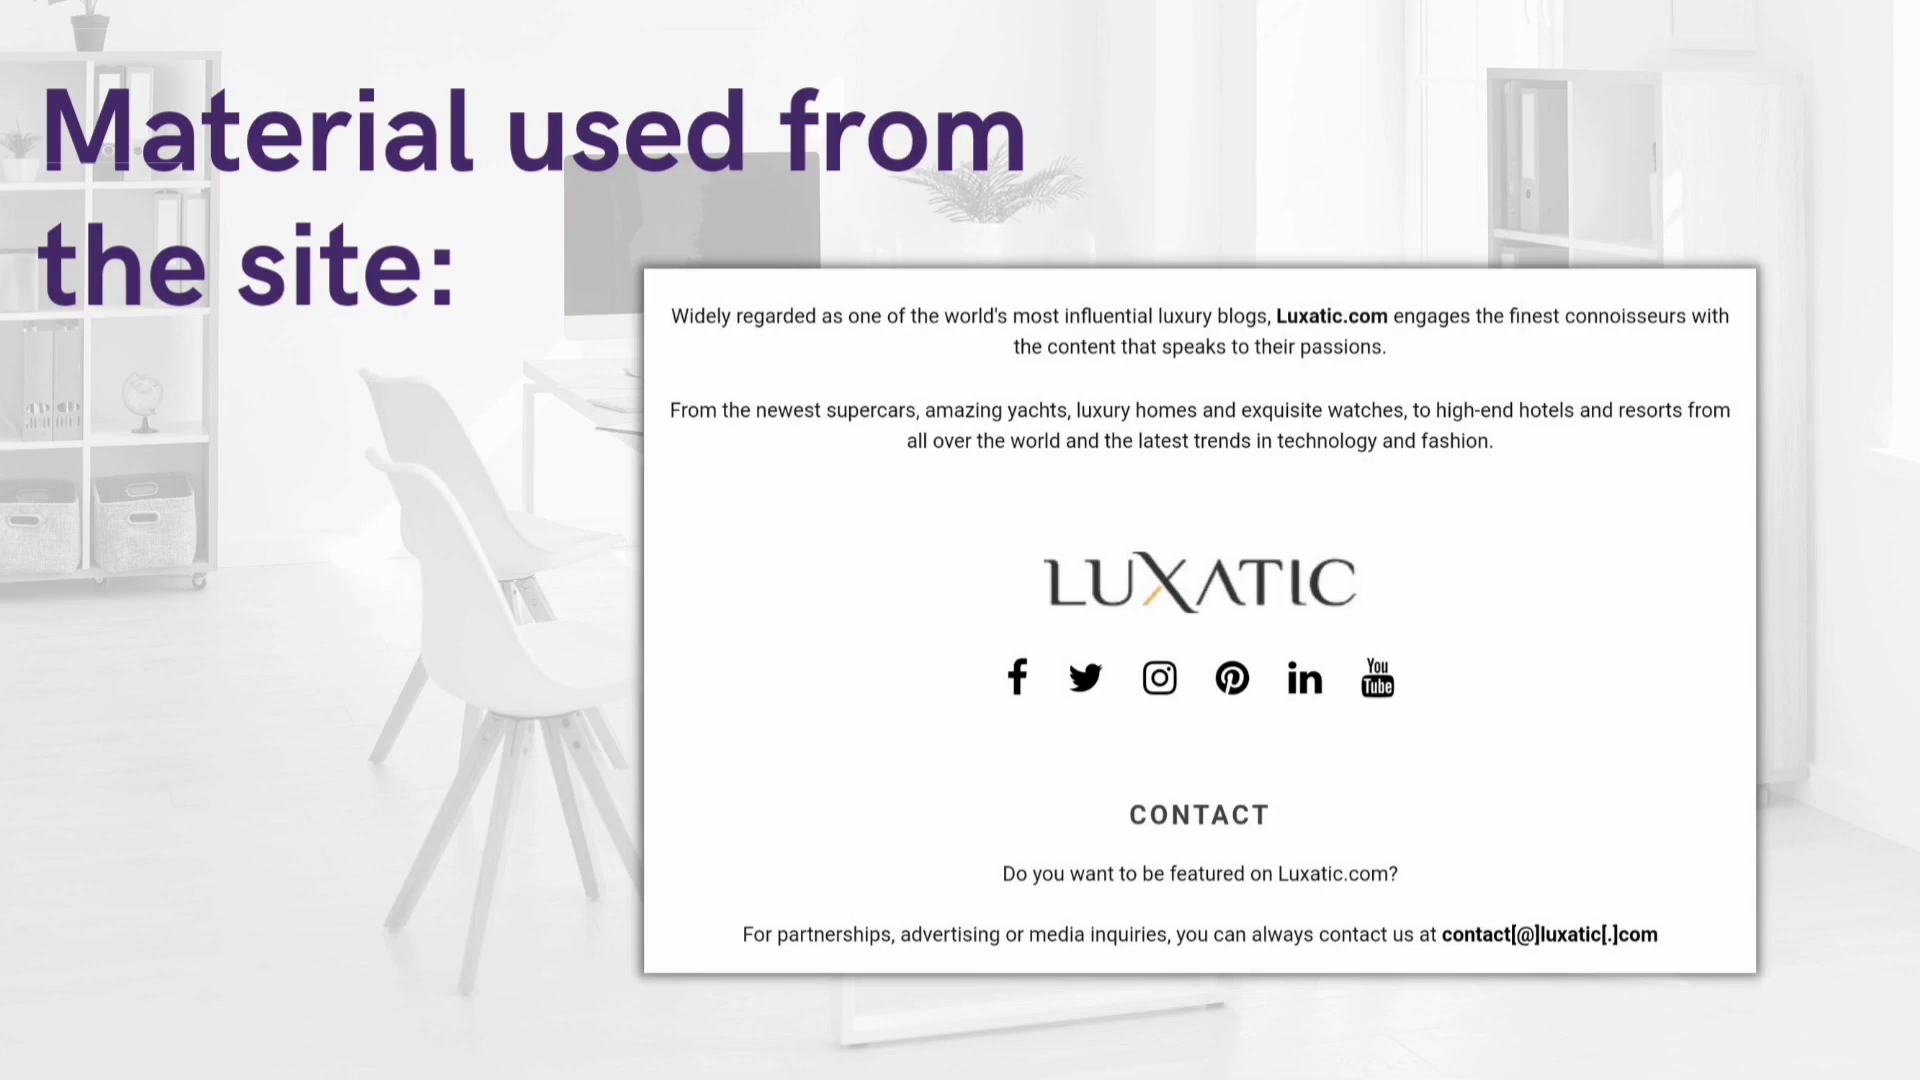 Material used from
the site:
Widely regarded as one of the world's most influential luxury blogs, Luxatic.com engages the finest connoisseurs with
the content that speaks to their passions.
From the newest supercars, amazing yachts, luxury homes and exquisite watches, to high-end hotels and resorts from
all over the world and the latest trends in technology and fashion.
LUXATIC
You
Tube
CONTACT
Do you want to be featured on Luxatic.com?
For partnerships, advertising or media inquiries, you can always contact us at contact[@]luxatic[.]com